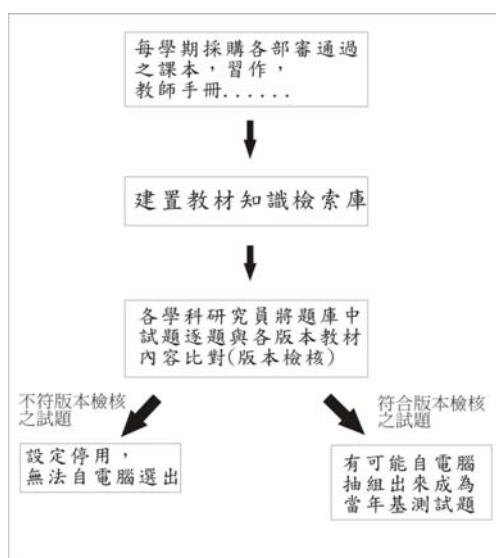 每學期採購各部審通過
之課本，習作，
教師手冊......
建置教材知識檢索庫
各學科研究員將題庫中
試題逐題與各版本教材
內容比對(版本檢核)
不符版本檢核
之試題
符合版本檢核
之試題
設定停用，
無法自電腦選出
有可能自電腦
抽組出來成為
當年基測試題